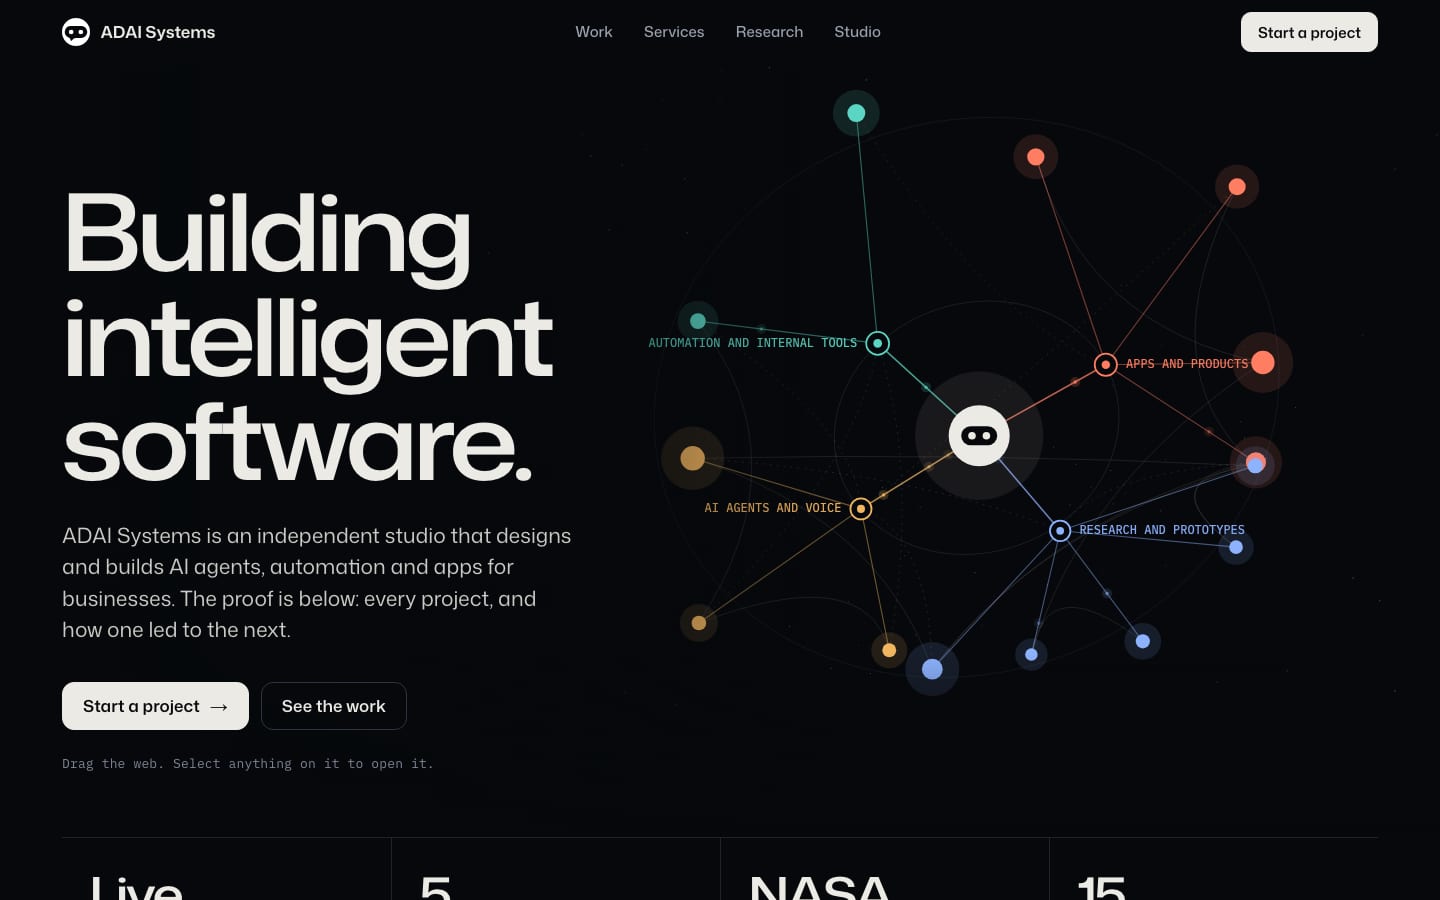 ADAI Systems
Work
Services
Research
Studio
Start a project
Building
intelligent
software.
ADAI Systems is an independent studio that designs
and builds AI agents, automation and apps for
businesses. The proof is below: every project, and
how one led to the next.
Start a project →
See the work
Drag the web. Select anything on it to open it.
AUTOMATION AND INTERNAL TOOLS
APPS AND PRODUCTS
AI AGENTS AND VOICE
RESEARCH AND PROTOTYPES
Live
5
NASA
15